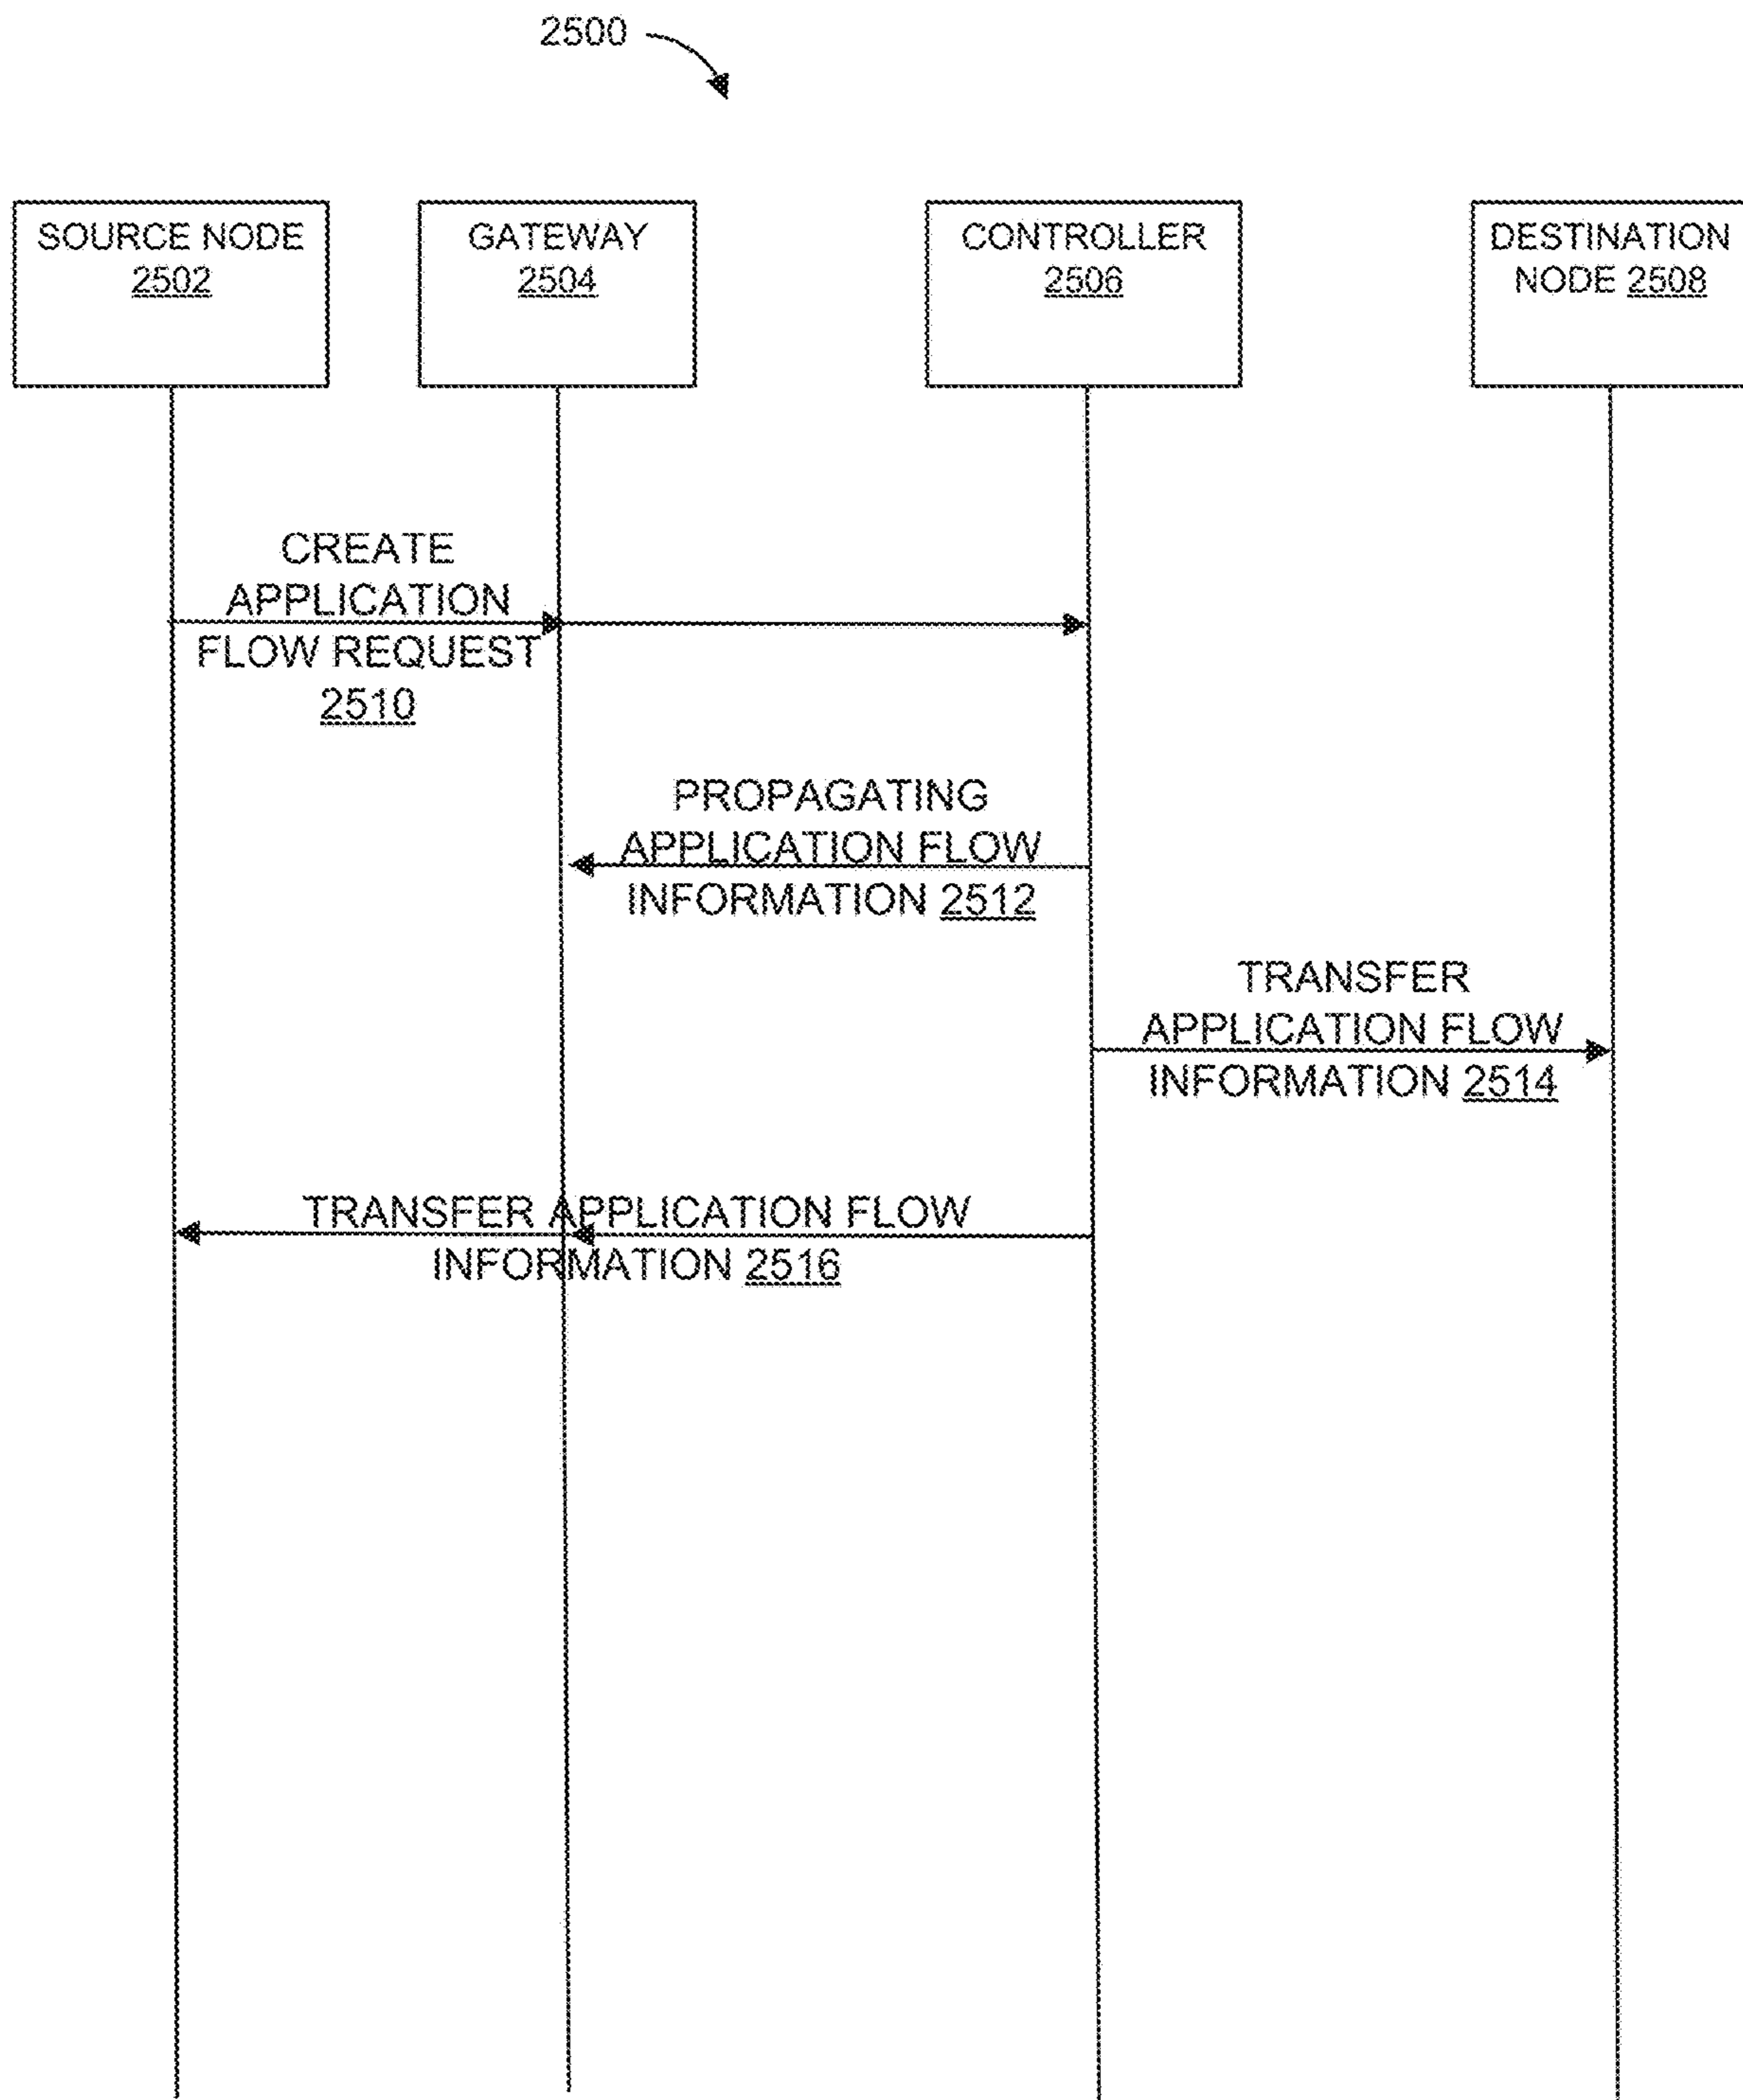 2500
SOURCE NODE
2502
GATEWAY
2504
CONTROLLER
2506
DESTINATION
NODE 2508
CREATE
APPLICATION
FLOW REQUEST
2510
PROPAGATING
APPLICATION FLOW
INFORMATION 2512
TRANSFER
APPLICATION FLOW
INFORMATION 2514
TRANSFER APPLICATION FLOW
INFORMATION 2516